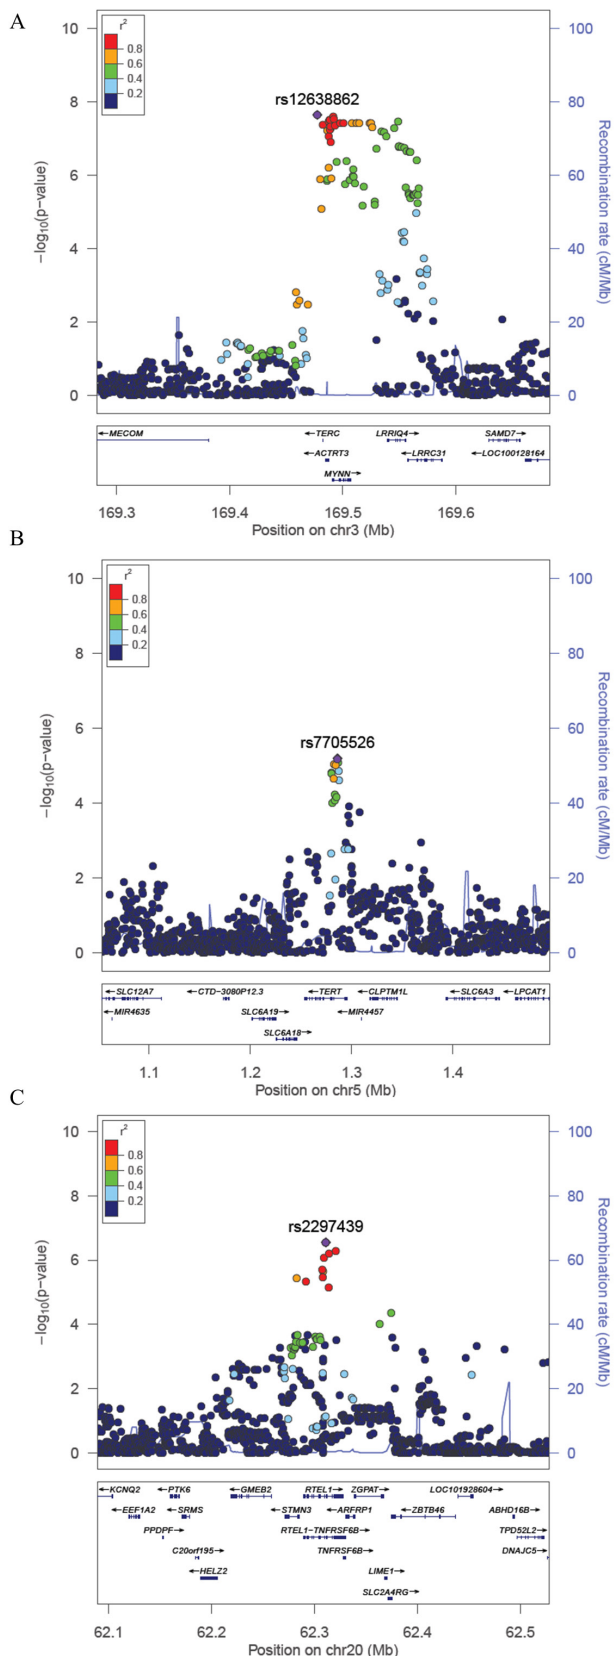 A
r²
0.8
0.6
0.4
0.2
rs12638862
10
8
6
4
2
0
−log₁₀(p-value)
100
80
60
40
20
0
Recombination rate (cM/Mb)
←MECOM
←TERC
LRRIQ4→
SAMD7→
←ACTRT3
←LRRC31
←LOC100128164
MYNN→
169.3
169.4
169.5
169.6
Position on chr3 (Mb)
B
r²
0.8
0.6
0.4
0.2
rs7705526
10
8
6
4
2
0
−log₁₀(p-value)
100
80
60
40
20
0
Recombination rate (cM/Mb)
←SLC12A7
←CTD−3080P12.3
←TERT
←CLPTM1L
←SLC6A3
←LPCAT1
←MIR4635
SLC6A19→
←MIR4457
SLC6A18→
1.1
1.2
1.3
1.4
Position on chr5 (Mb)
C
r²
0.8
0.6
0.4
0.2
rs2297439
10
8
6
4
2
0
−log₁₀(p-value)
100
80
60
40
20
0
Recombination rate (cM/Mb)
←KCNQ2
←PTK6
←GMEB2
RTEL1→
ZGPAT→
LOC101928604→
←EEF1A2
←SRMS
←STMN3
←ARFRP1
←ZBTB46
ABHD16B→
PPDPF→
RTEL1−TNFRSF6B→
TPD52L2→
C20orf195→
TNFRSF6B→
DNAJC5→
←HELZ2
LIME1→
SLC2A4RG→
62.1
62.2
62.3
62.4
62.5
Position on chr20 (Mb)